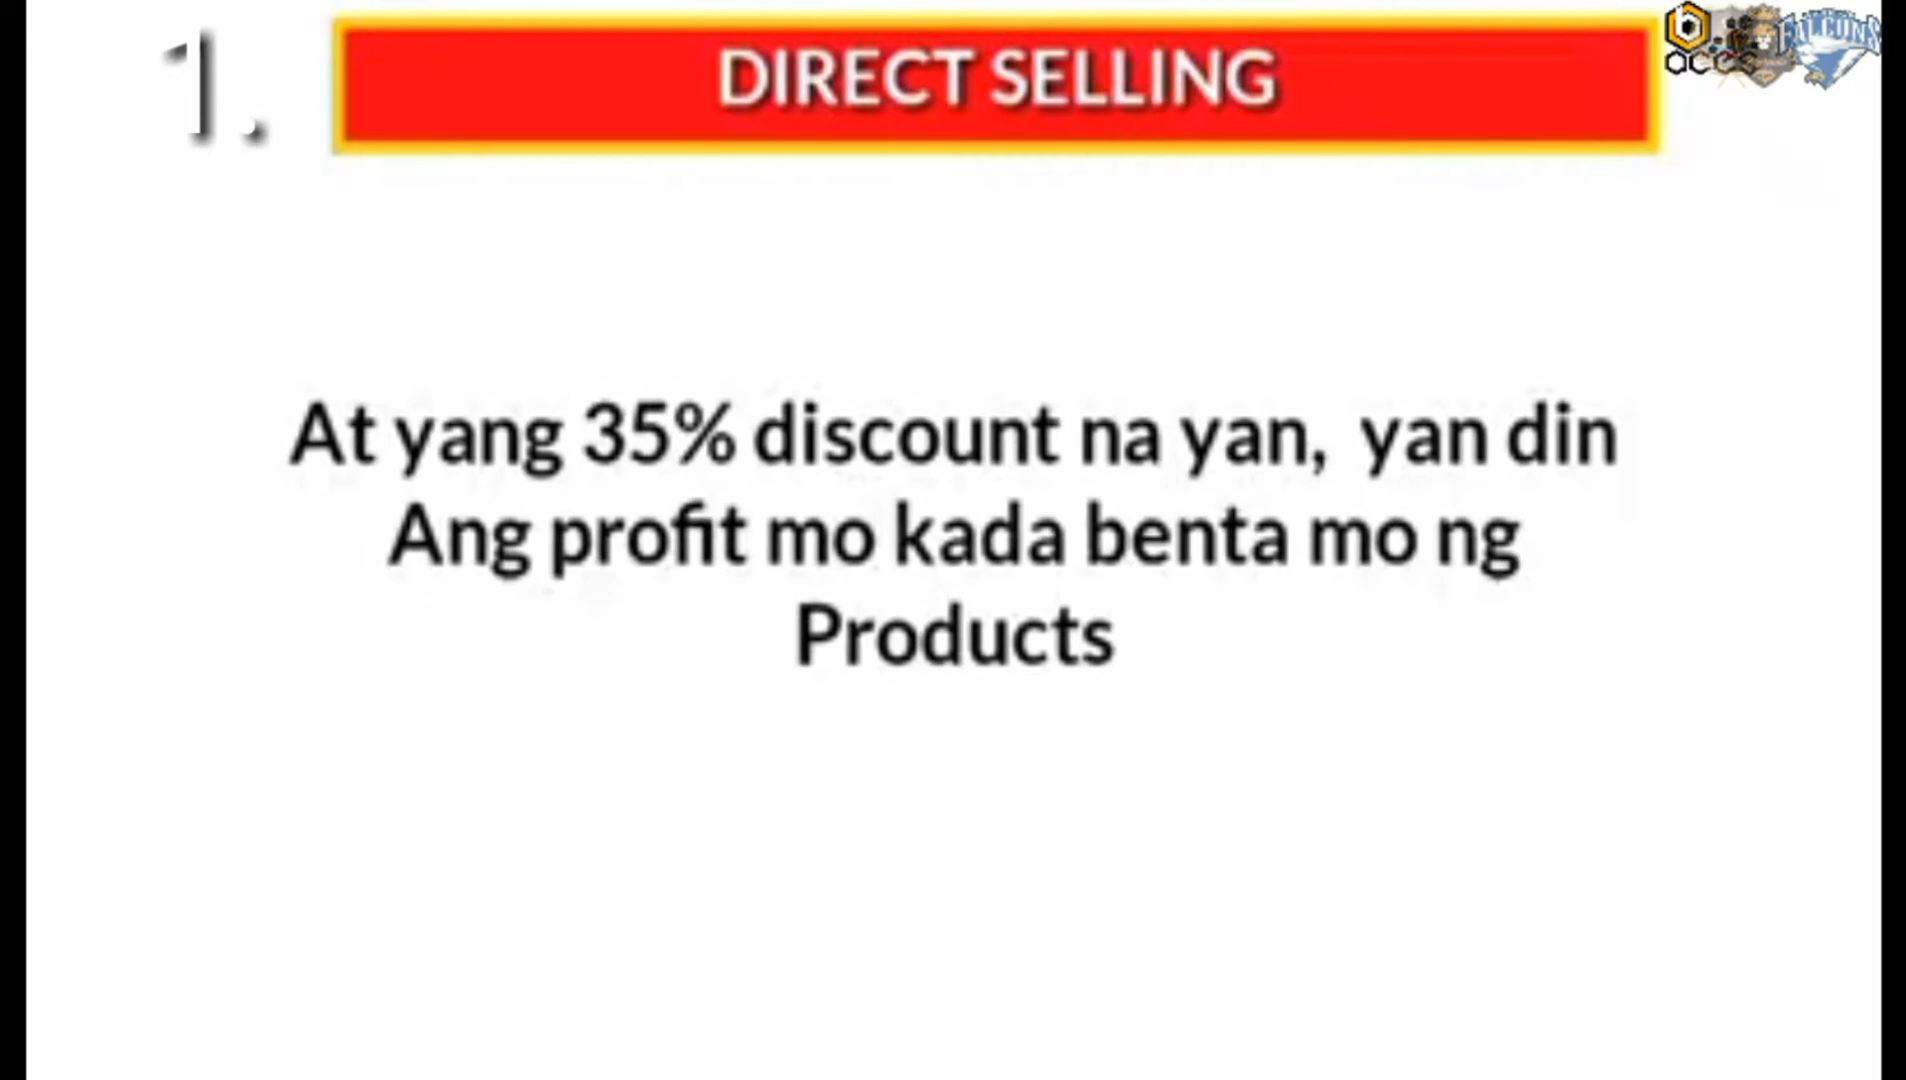 1.
DIRECT SELLING
FALCONS
At yang 35% discount na yan, yan din
Ang profit mo kada benta mo ng
Products